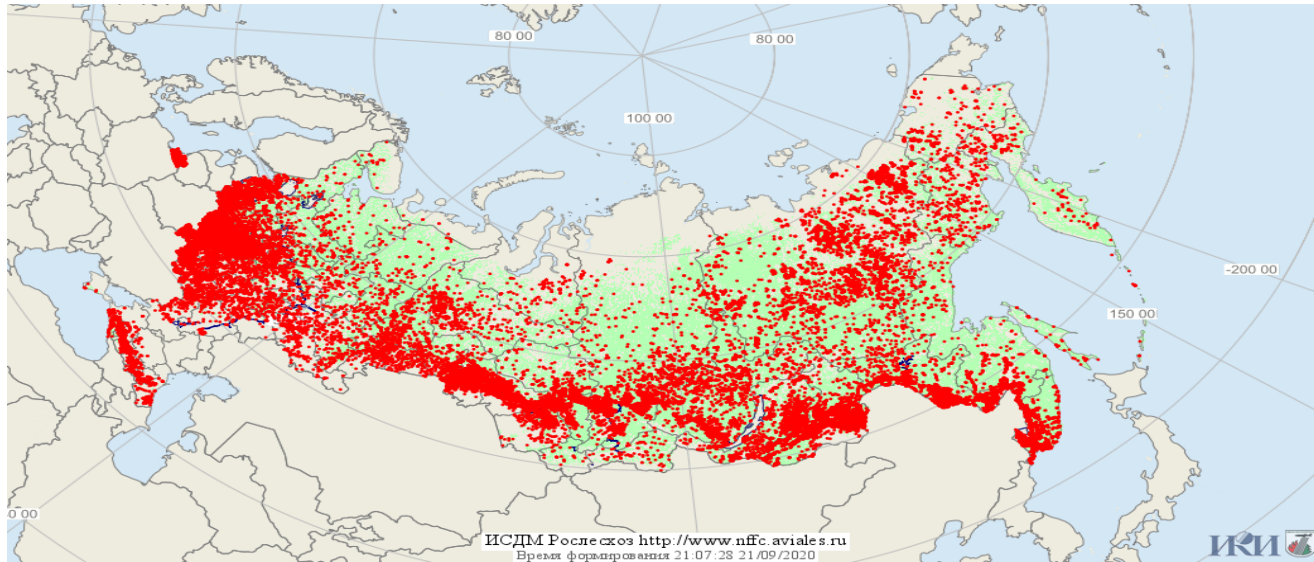 80 00
80 00
100 00
-200 00
150 00
0 00
ИСДМ Рослесхоз http://www.nffc.aviales.ru
Время формирования 21:07:28 21/09/2020
ИКИ